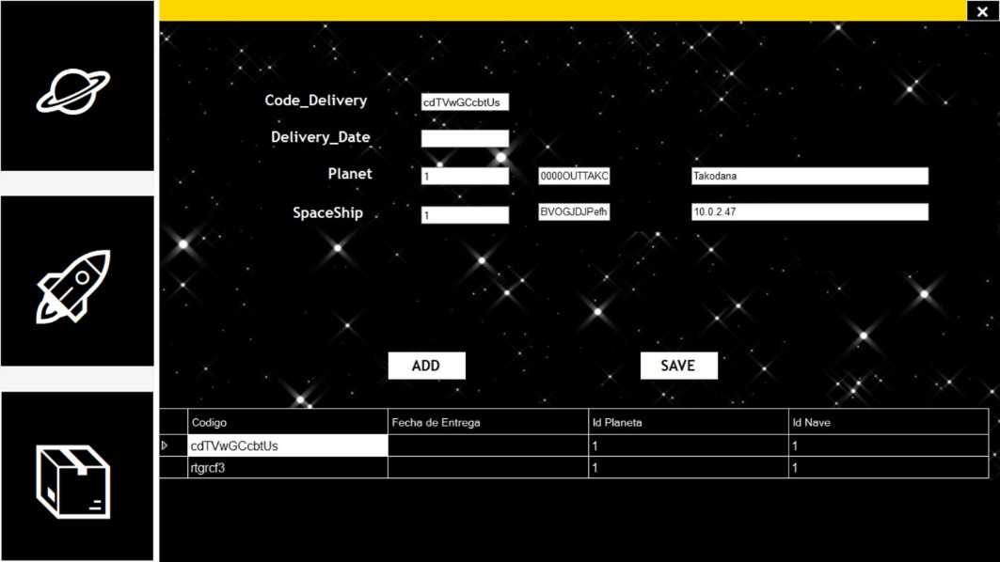 Code_Delivery cdTVwGCcbtUs
Delivery_Date
Planet 1 0000OUTTAKC Takodana
SpaceShip 1 BVOGJDJPefh 10.0.2.47
ADD SAVE
Codigo Fecha de Entrega Id Planeta Id Nave
cdTVwGCcbtUs 1 1
rtgrcf3 1 1